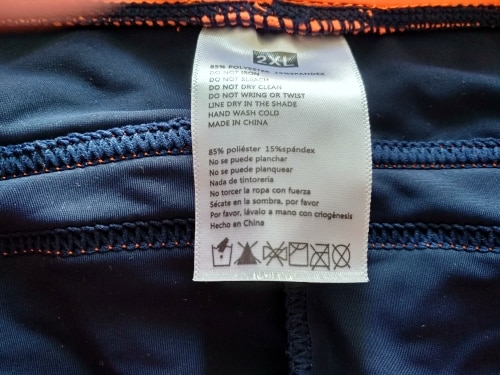 2XL
85% POLYESTER 15%SPANDEX
DO NOT IRON
DO NOT BLEACH
DO NOT DRY CLEAN
DO NOT WRING OR TWIST
LINE DRY IN THE SHADE
HAND WASH COLD
MADE IN CHINA
85% poliéster 15%spándex
No se puede planchar
No se puede planquear
Nada de tintorería
No torcer la ropa con fuerza
Sécate en la sombra, por favor
Por favor, lávalo a mano con criogénesis
Hecho en China